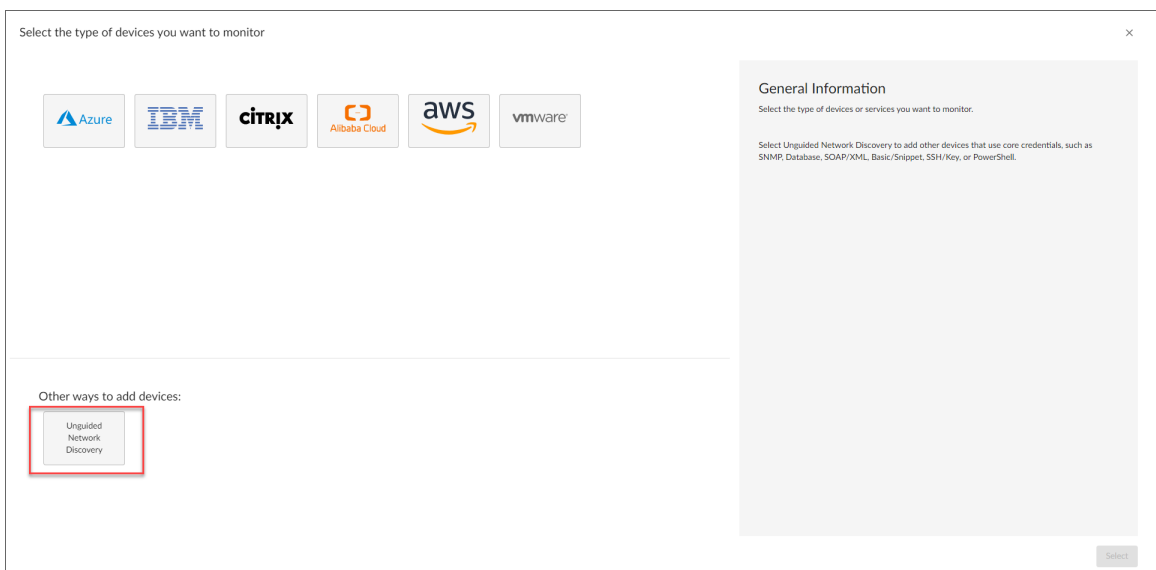 Select the type of devices you want to monitor
×
Azure
IBM
CİTRIX
Alibaba Cloud
aws
vmware
General Information
Select the type of devices or services you want to monitor.
Select Unguided Network Discovery to add other devices that use core credentials, such as
SNMP, Database, SOAP/XML, Basic/Snippet, SSH/Key, or PowerShell.
Other ways to add devices:
Unguided
Network
Discovery
Select